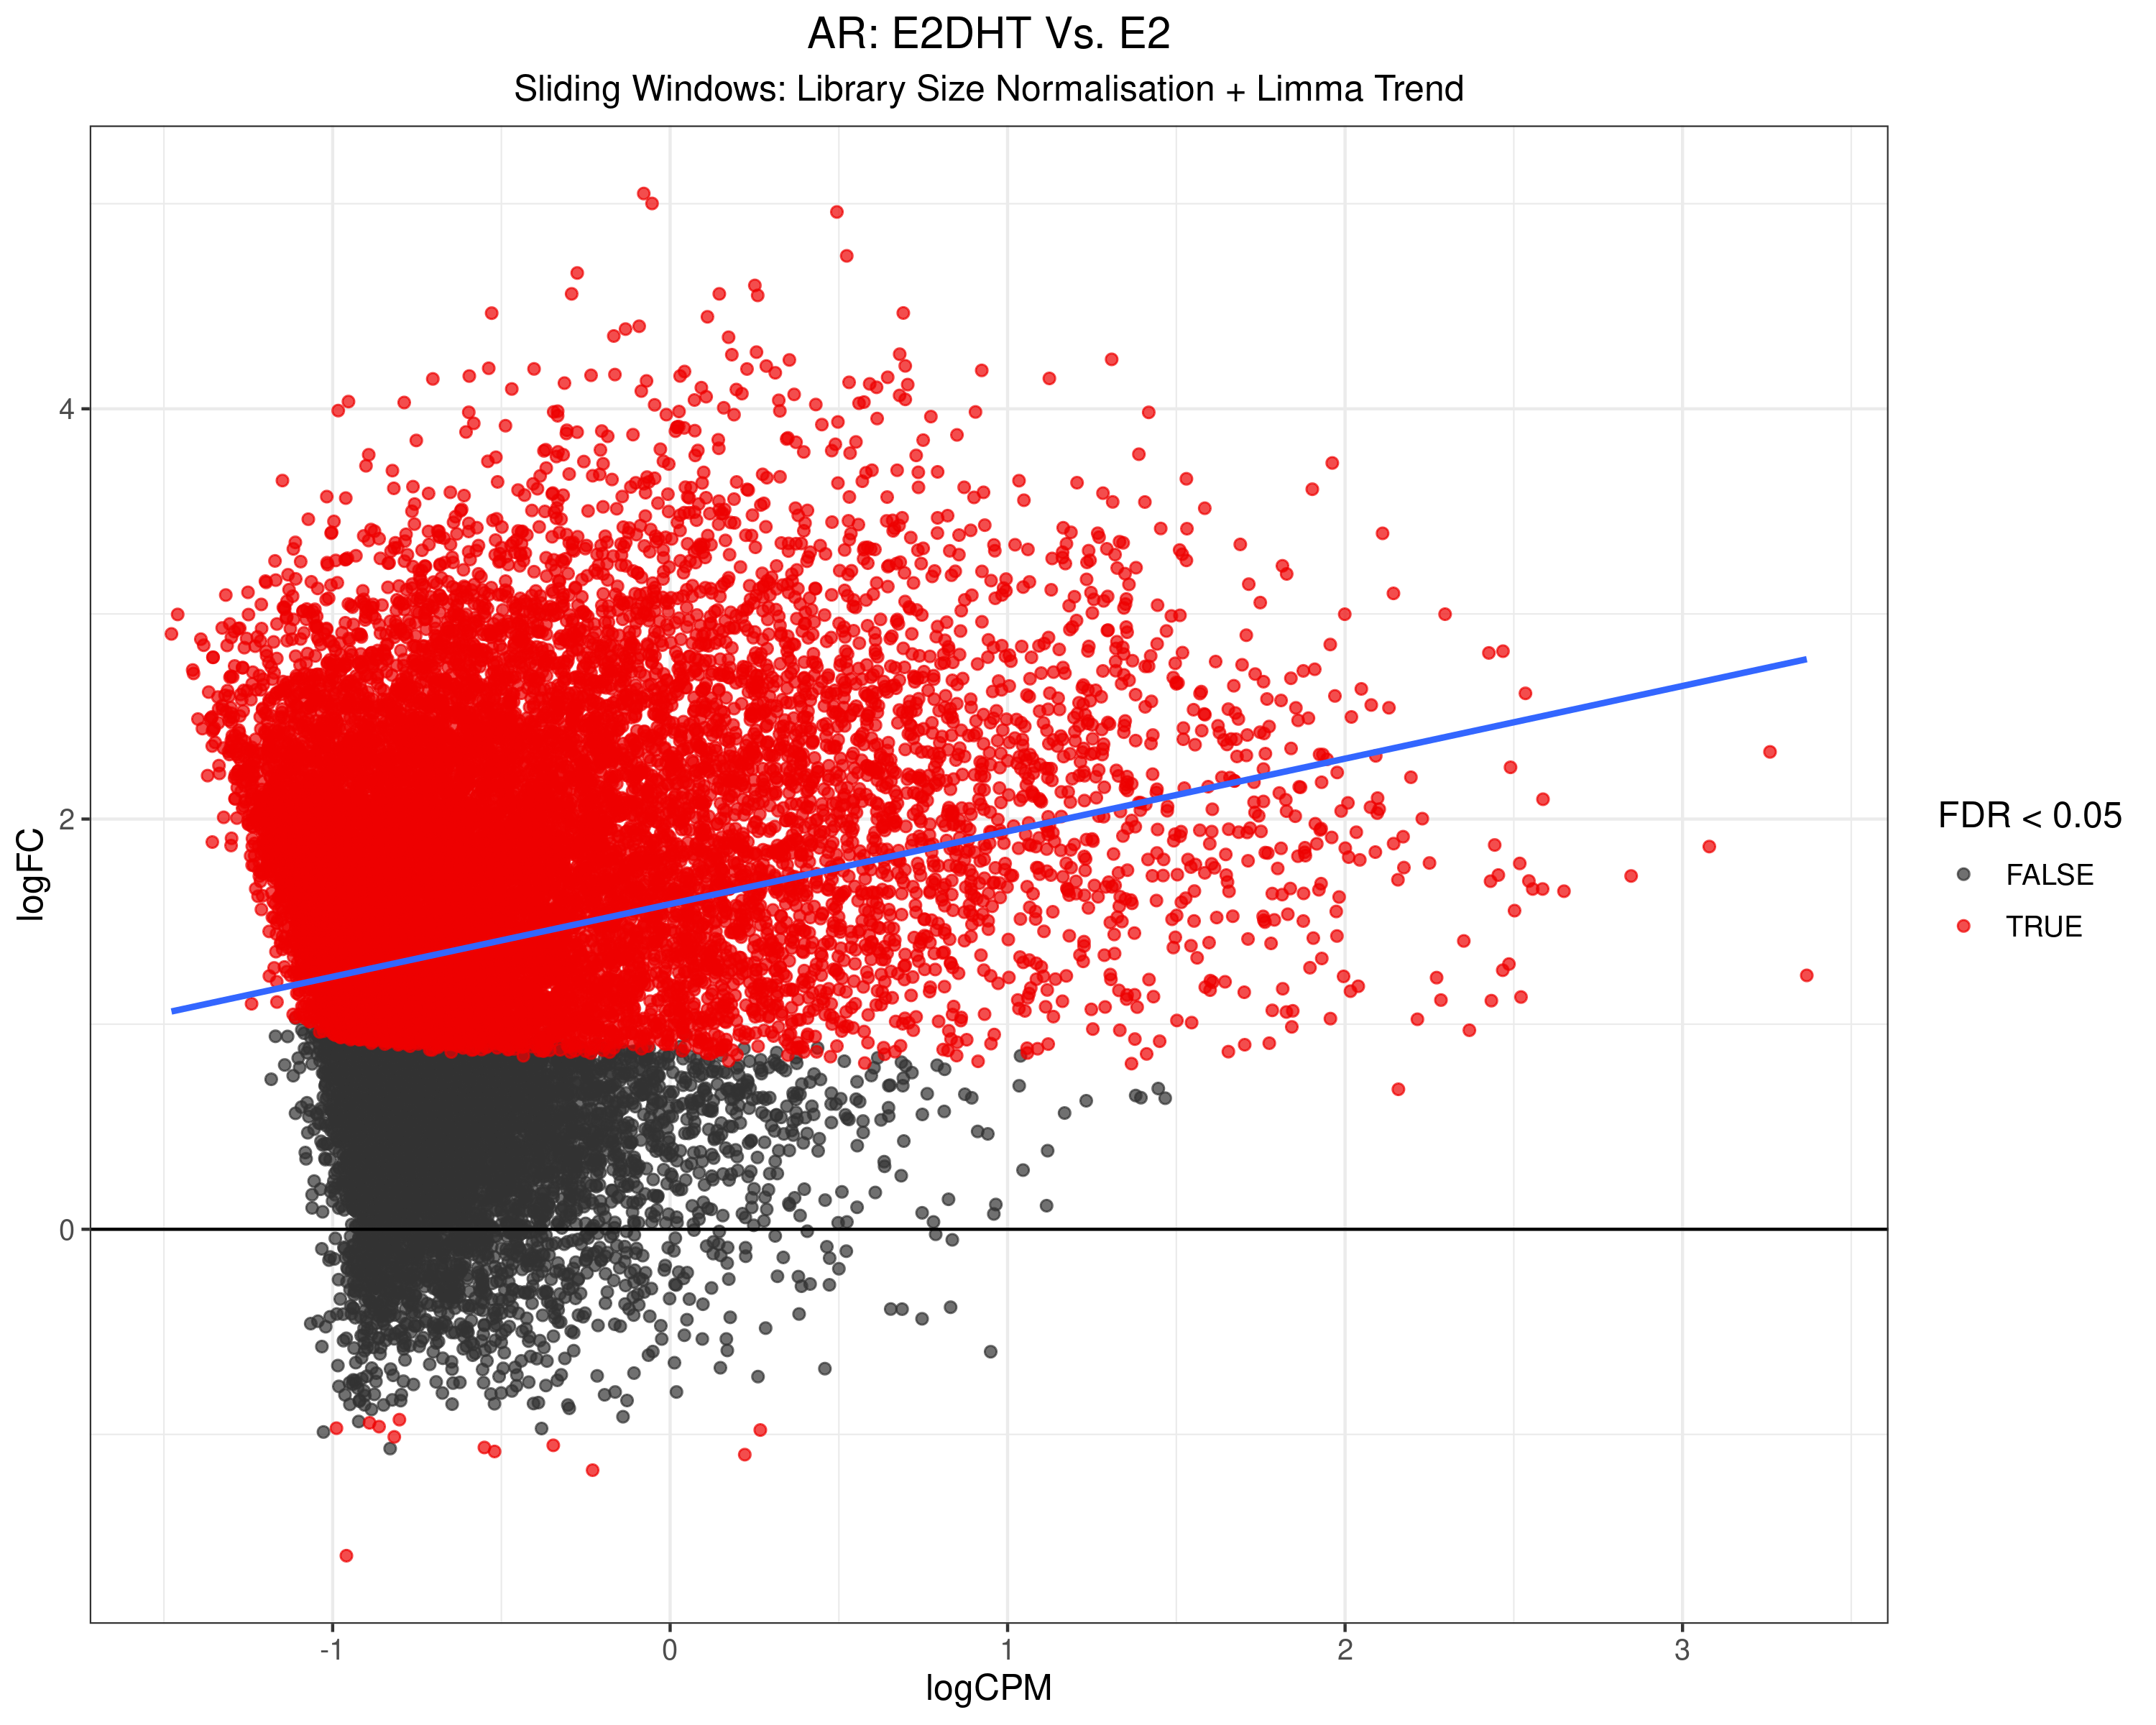 AR: E2DHT Vs. E2
Sliding Windows: Library Size Normalisation + Limma Trend
logFC
4
2
0
-1
0
1
2
3
logCPM
FDR < 0.05
FALSE
TRUE